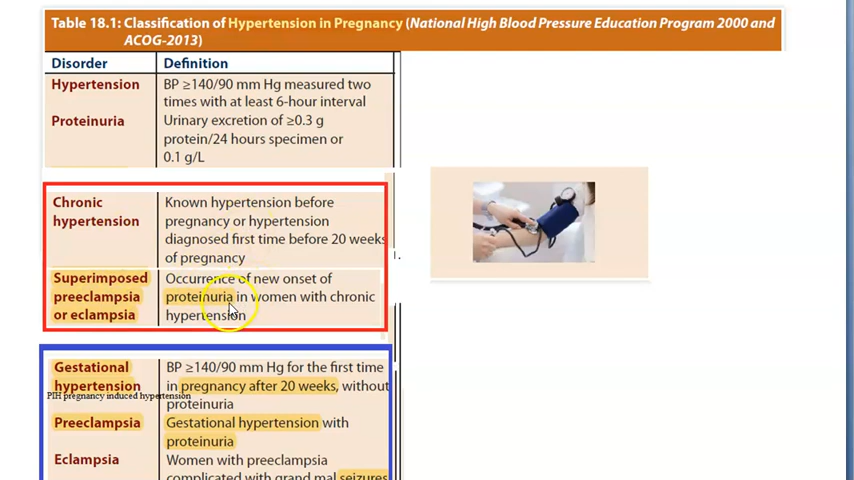 Table 18.1: Classification of Hypertension in Pregnancy (National High Blood Pressure Education Program 2000 and
ACOG-2013)
Disorder Definition
Hypertension BP ≥140/90 mm Hg measured two
times with at least 6-hour interval
Proteinuria Urinary excretion of ≥0.3 g
protein/24 hours specimen or
0.1 g/L
Chronic Known hypertension before
hypertension pregnancy or hypertension
diagnosed first time before 20 weeks
of pregnancy
Superimposed Occurrence of new onset of
preeclampsia proteinuria in women with chronic
or eclampsia hypertension
Gestational BP ≥140/90 mm Hg for the first time
hypertension in pregnancy after 20 weeks, without
PIH pregnancy induced hypertension
proteinuria
Preeclampsia Gestational hypertension with
proteinuria
Eclampsia Women with preeclampsia
complicated with grand mal seizures